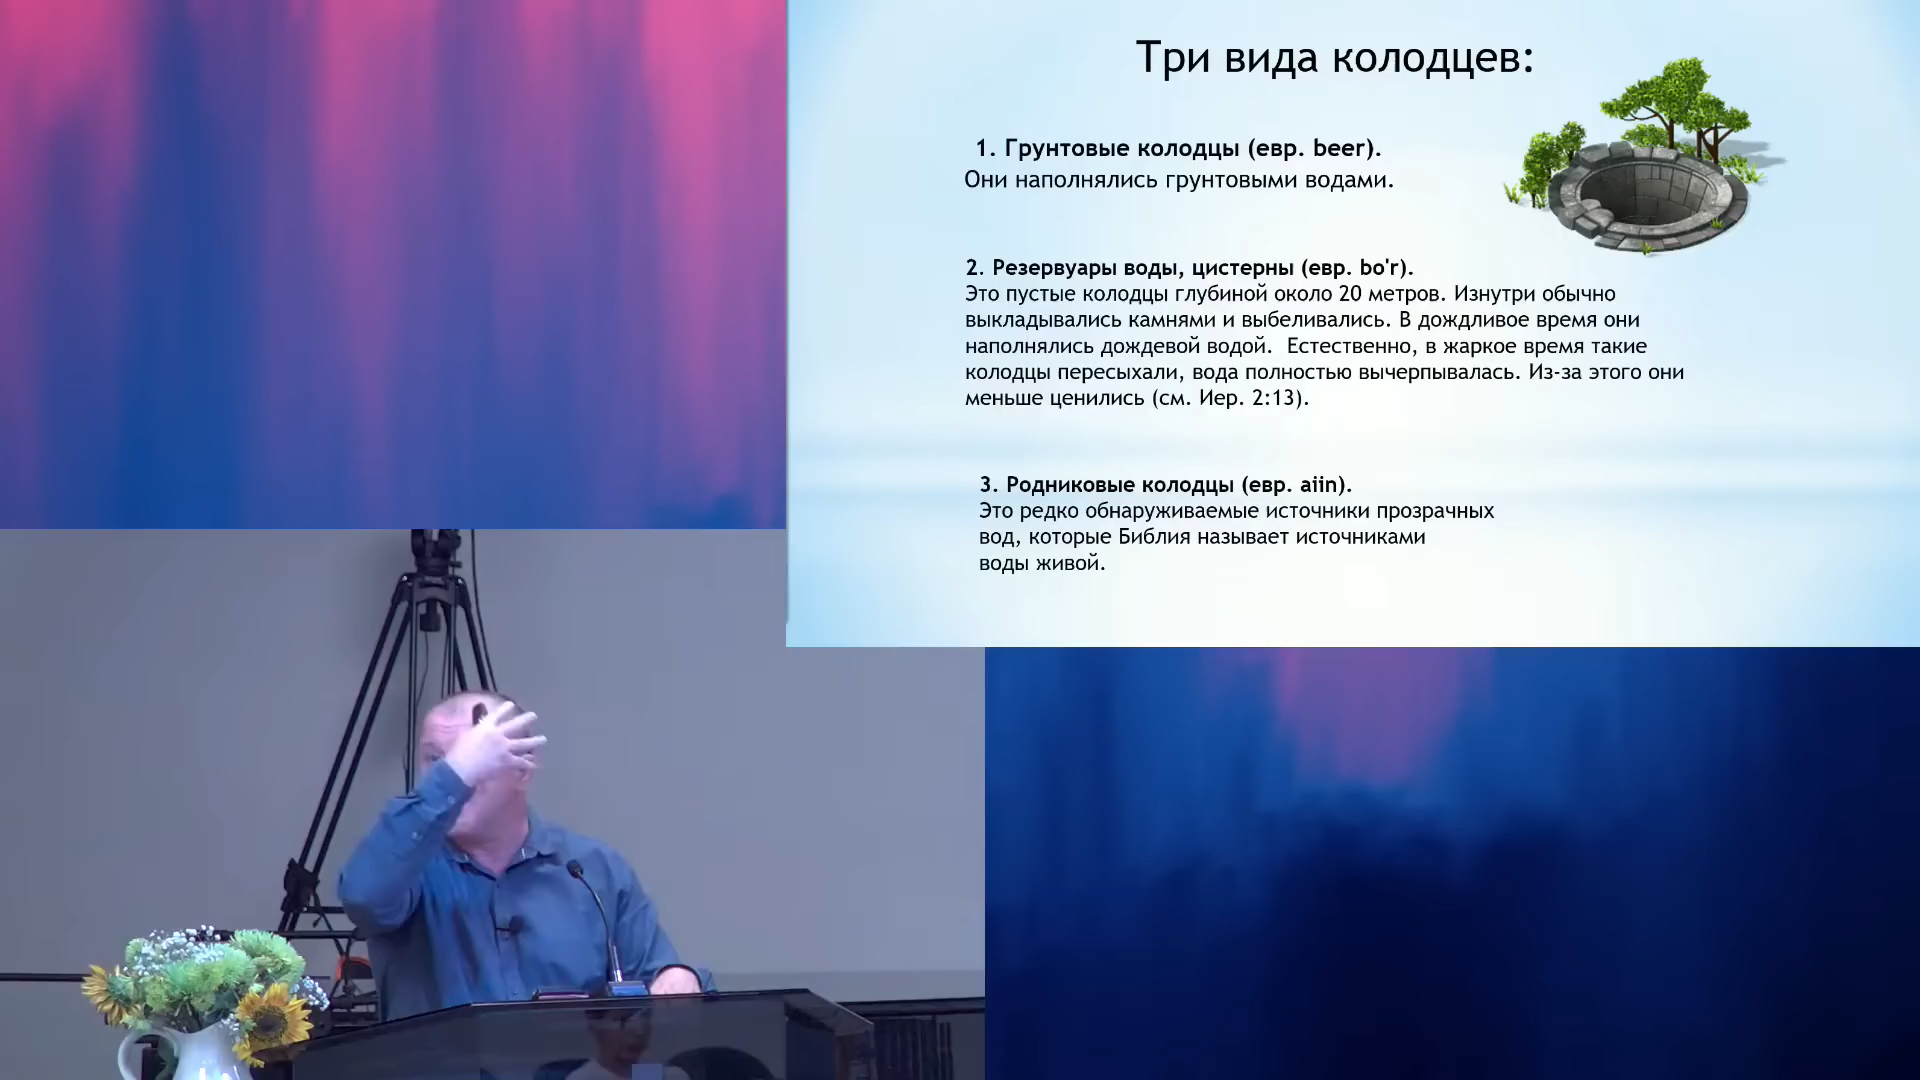 Три вида колодцев:
1. Грунтовые колодцы (евр. beer).
Они наполнялись грунтовыми водами.
2. Резервуары воды, цистерны (евр. bo'r).
Это пустые колодцы глубиной около 20 метров. Изнутри обычно
выкладывались камнями и выбеливались. В дождливое время они
наполнялись дождевой водой.  Естественно, в жаркое время такие
колодцы пересыхали, вода полностью вычерпывалась. Из-за этого они
меньше ценились (см. Иер. 2:13).
3. Родниковые колодцы (евр. aiin).
Это редко обнаруживаемые источники прозрачных
вод, которые Библия называет источниками
воды живой.